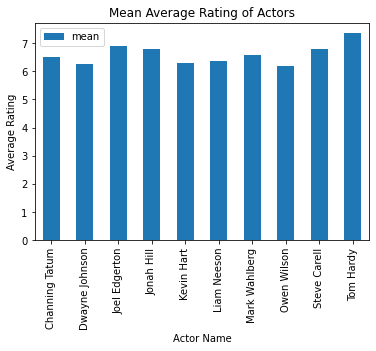 Mean Average Rating of Actors
mean
Average Rating
7
6
5
4
3
2
1
0
Channing Tatum
Dwayne Johnson
Joel Edgerton
Jonah Hill
Kevin Hart
Liam Neeson
Mark Wahlberg
Owen Wilson
Steve Carell
Tom Hardy
Actor Name